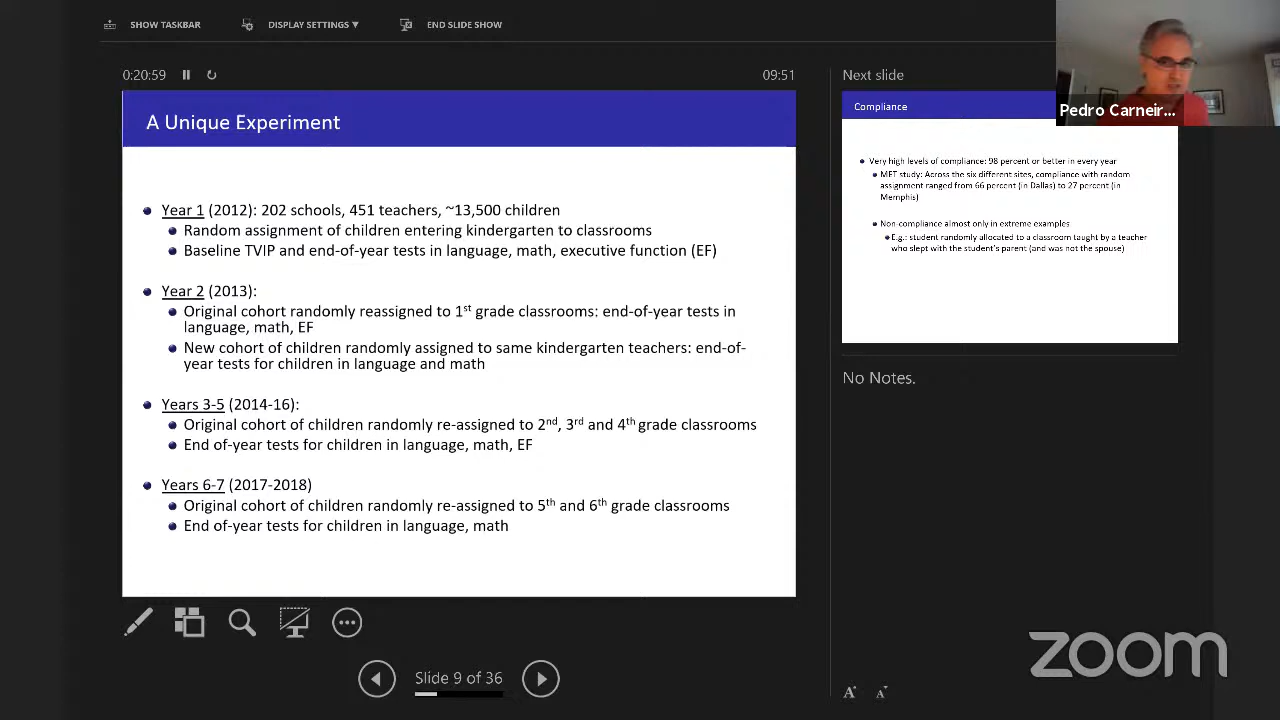 SHOW TASKBAR
DISPLAY SETTINGS ▼
END SLIDE SHOW
0:20:59
09:51
A Unique Experiment
Year 1 (2012): 202 schools, 451 teachers, ~13,500 children
Random assignment of children entering kindergarten to classrooms
Baseline TVIP and end-of-year tests in language, math, executive function (EF)
Year 2 (2013):
Original cohort randomly reassigned to 1st grade classrooms: end-of-year tests in
language, math, EF
New cohort of children randomly assigned to same kindergarten teachers: end-of-
year tests for children in language and math
Years 3-5 (2014-16):
Original cohort of children randomly re-assigned to 2nd, 3rd and 4th grade classrooms
End of-year tests for children in language, math, EF
Years 6-7 (2017-2018)
Original cohort of children randomly re-assigned to 5th and 6th grade classrooms
End of-year tests for children in language, math
Slide 9 of 36
Next slide
Pedro Carneir...
Compliance
Very high levels of compliance: 98 percent or better in every year
MET study: Across the six different sites, compliance with random
assignment ranged from 66 percent (in Dallas) to 27 percent (in
Memphis)
Non-compliance almost only in extreme examples
E.g.: student randomly allocated to a classroom taught by a teacher
who slept with the student's parent (and was not the spouse)
No Notes.
zoom
A A